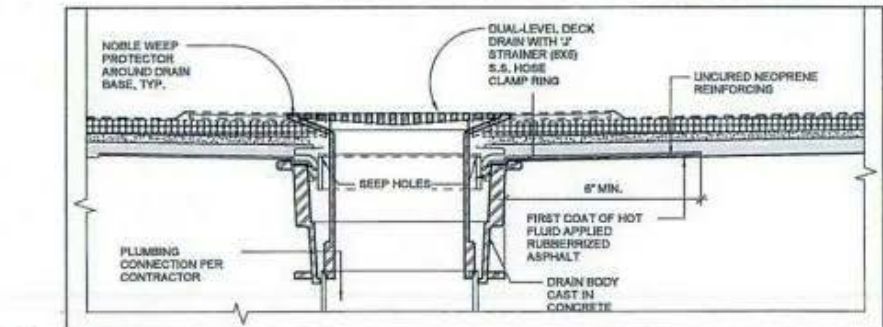 NOBLE WEEP
PROTECTOR
AROUND DRAIN
BASE, TYP.
DUAL-LEVEL DECK
DRAIN WITH 'J'
STRAINER (8X6)
S.S. HOSE
CLAMP RING
UNCURED NEOPRENE
REINFORCING
SEEP HOLES
6" MIN.
FIRST COAT OF HOT
FLUID APPLIED
RUBBERRIZED
ASPHALT
PLUMBING
CONNECTION PER
CONTRACTOR
DRAIN BODY
CAST IN
CONCRETE